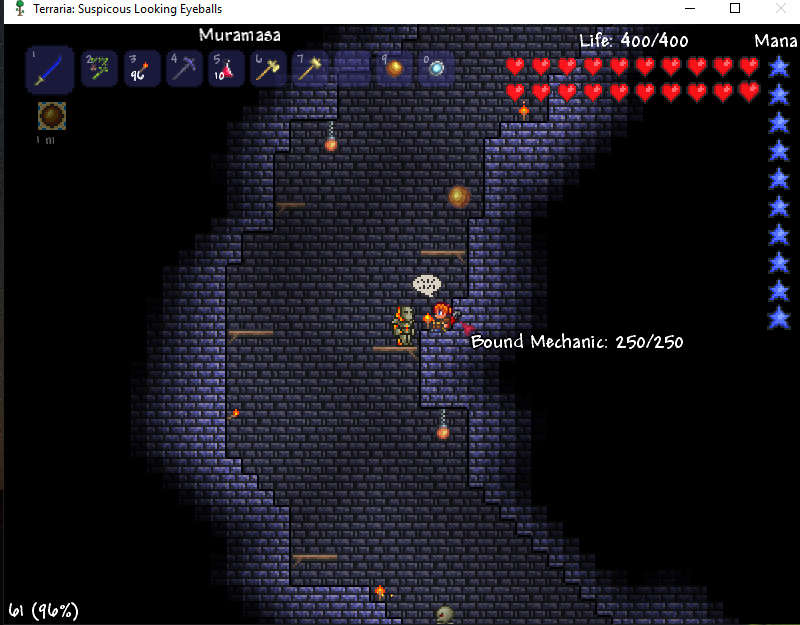 Terraria: Suspicous Looking Eyeballs
Muramasa
Life: 400/400
Mana
1 2 3 4 5 6 7 9 0
96 10
Bound Mechanic: 250/250
61 (96%)